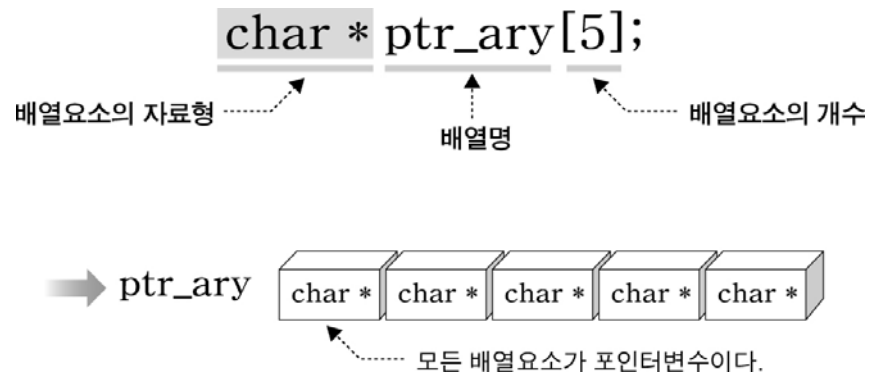 char * ptr_ary[5];
배열요소의 자료형
배열명
배열요소의 개수
ptr_ary
char * char * char * char * char *
모든 배열요소가 포인터변수이다.